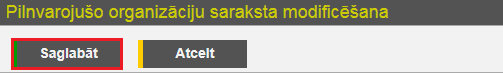 Pilnvarojušo organizāciju saraksta modificēšana
Saglabāt Atcelt